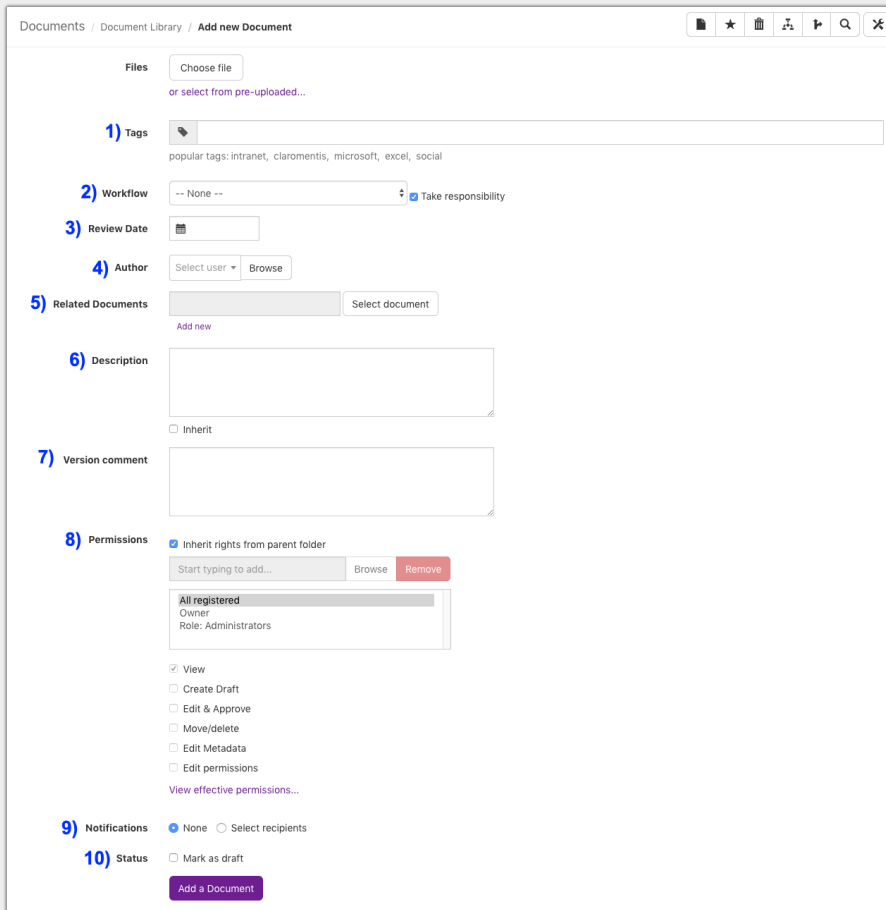 Documents / Document Library / Add new Document
Files Choose file
or select from pre-uploaded...
1) Tags
popular tags: intranet, claromentis, microsoft, excel, social
2) Workflow -- None -- Take responsibility
3) Review Date
4) Author Select user Browse
5) Related Documents Select document
Add new
6) Description
Inherit
7) Version comment
8) Permissions Inherit rights from parent folder
Start typing to add... Browse Remove
All registered
Owner
Role: Administrators
View
Create Draft
Edit & Approve
Move/delete
Edit Metadata
Edit permissions
View effective permissions...
9) Notifications None Select recipients
10) Status Mark as draft
Add a Document